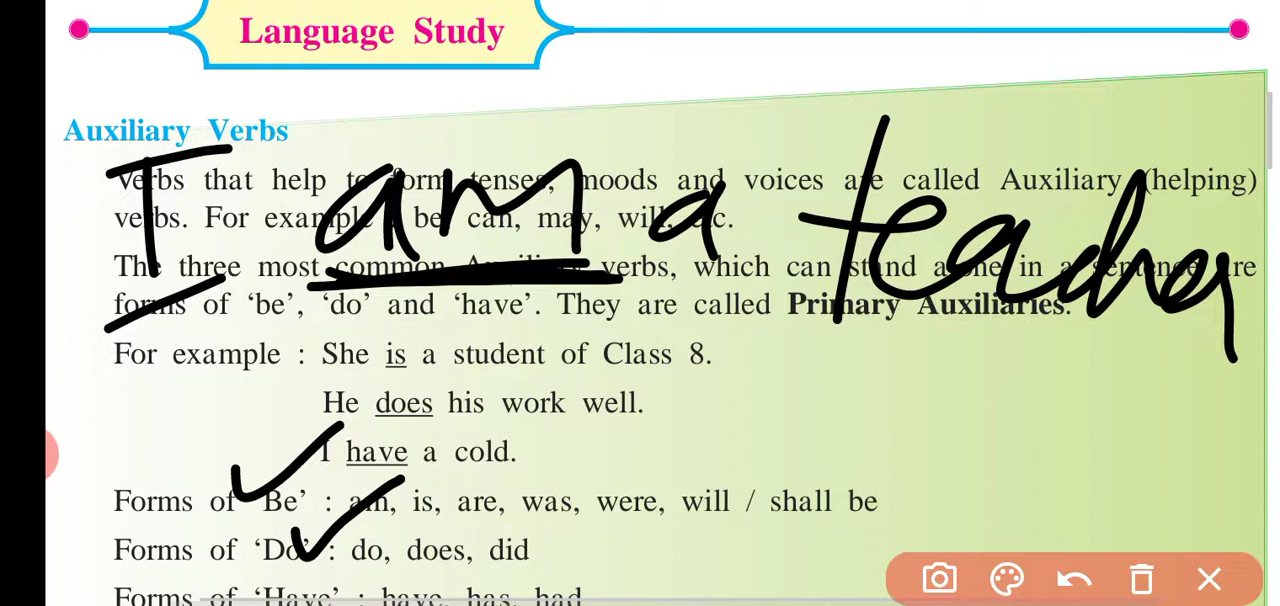 Language Study
Auxiliary Verbs
I am a teacher
Verbs that help to form tenses, moods and voices are called Auxiliary (helping)
verbs. For example be, can, may, will, etc.
The three most common Auxiliary verbs, which can stand alone in a sentence are
forms of ‘be’, ‘do’ and ‘have’. They are called Primary Auxiliaries.
For example : She is a student of Class 8.
He does his work well.
I have a cold.
Forms of ‘Be’ : am, is, are, was, were, will / shall be
Forms of ‘Do’ : do, does, did
Forms of ‘Have’ : have, has, had